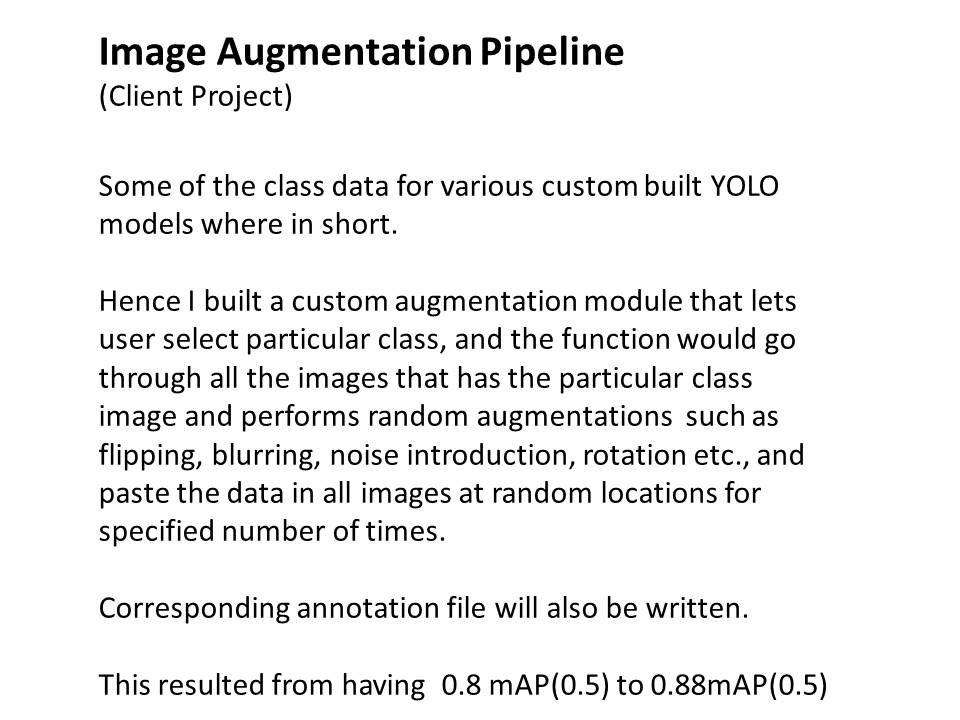 Image Augmentation Pipeline
(Client Project)
Some of the class data for various custom built YOLO
models where in short.
Hence I built a custom augmentation module that lets
user select particular class, and the function would go
through all the images that has the particular class
image and performs random augmentations  such as
flipping, blurring, noise introduction, rotation etc., and
paste the data in all images at random locations for
specified number of times.
Corresponding annotation file will also be written.
This resulted from having  0.8 mAP(0.5) to 0.88mAP(0.5)